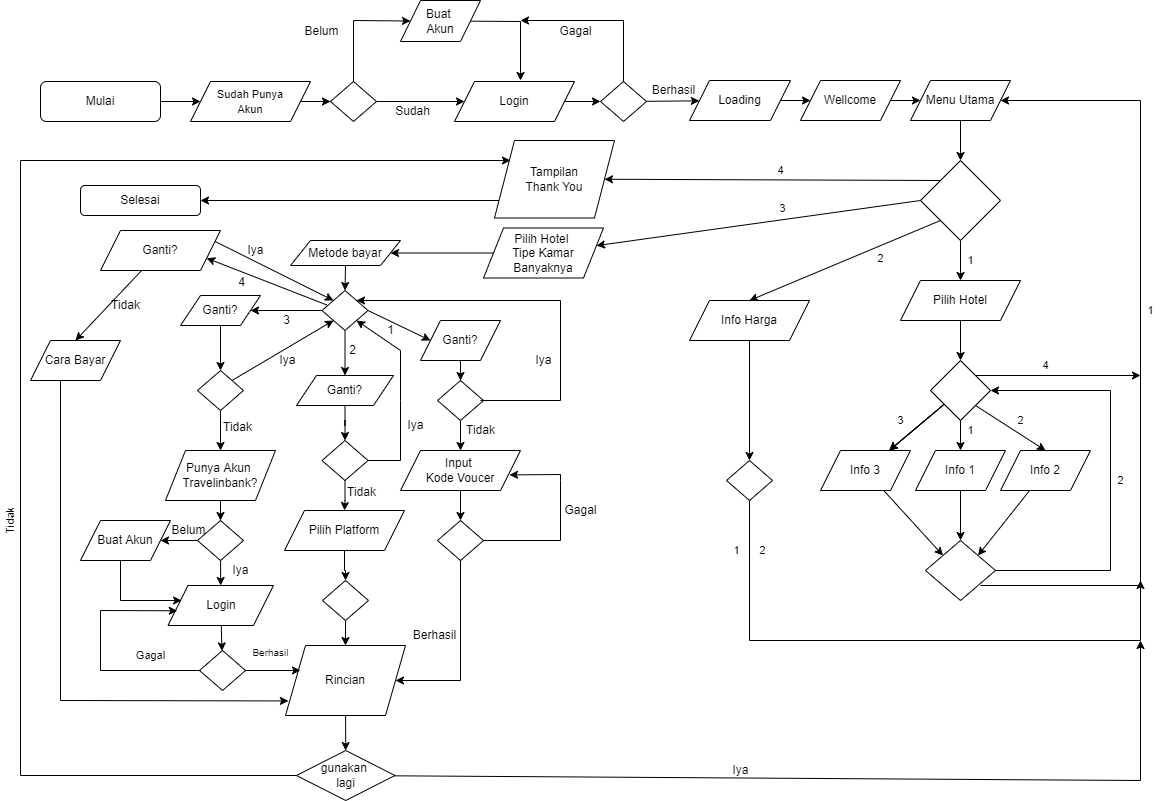 Buat
Akun
Belum
Gagal
Mulai
Sudah Punya
Akun
Sudah
Login
Berhasil
Loading
Wellcome
Menu Utama
Tampilan
Thank You
4
Selesai
3
Ganti?
Iya
Metode bayar
Pilih Hotel
Tipe Kamar
Banyaknya
2
1
4
Tidak
Ganti?
3
1
Info Harga
Pilih Hotel
1
Cara Bayar
Iya
2
Ganti?
Iya
4
Ganti?
Tidak
Iya
Tidak
3
1
2
Punya Akun
Travelinbank?
Input
Kode Voucer
Info 3
Info 1
Info 2
Tidak
2
Tidak
Gagal
Buat Akun
Belum
Pilih Platform
1
2
Iya
Login
Berhasil
Gagal
Berhasil
Rincian
gunakan
lagi
Iya